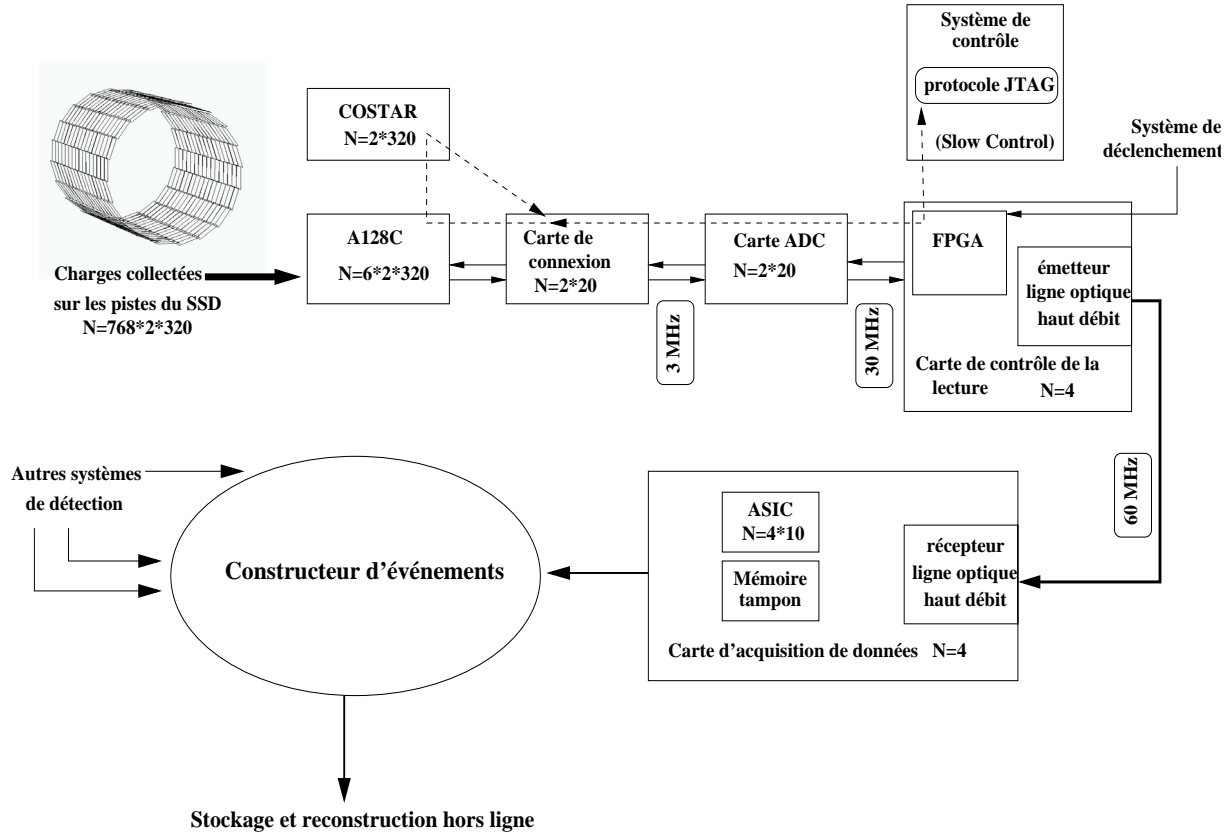 Système de
contrôle
protocole JTAG
(Slow Control)
Système de
déclenchement
COSTAR
N=2*320
A128C
N=6*2*320
Carte de
connexion
N=2*20
Carte ADC
N=2*20
FPGA
émetteur
ligne optique
haut débit
Carte de contrôle de la
lecture N=4
Charges collectées
sur les pistes du SSD
N=768*2*320
3 MHz
30 MHz
60 MHz
Autres systèmes
de détection
Constructeur d'événements
ASIC
N=4*10
Mémoire
tampon
récepteur
ligne optique
haut débit
Carte d'acquisition de données N=4
Stockage et reconstruction hors ligne